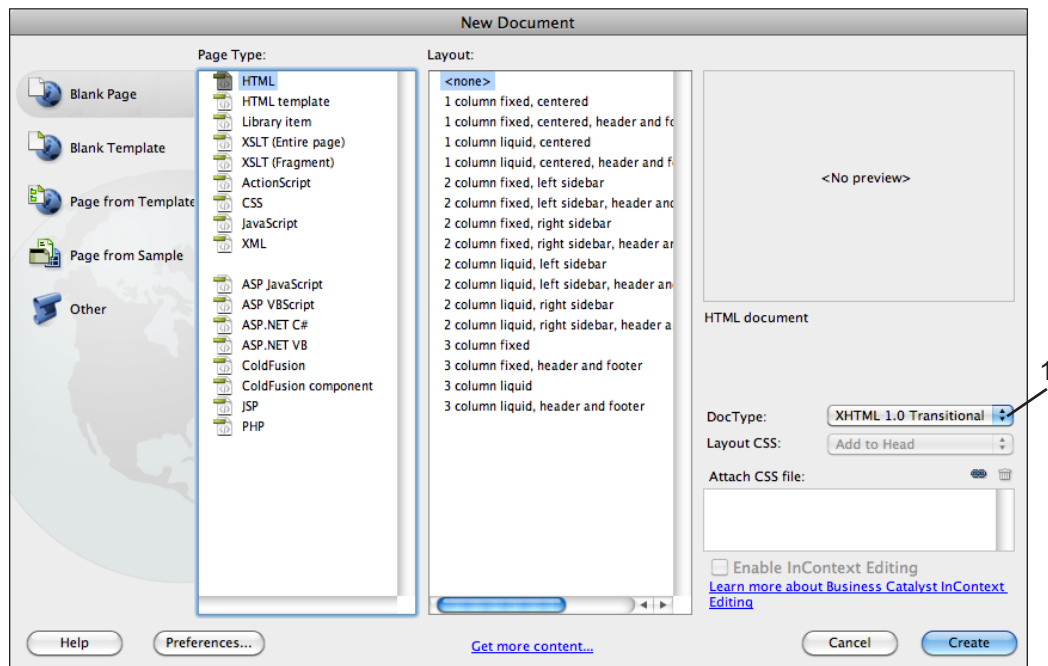 New Document
Page Type:
Layout:
Blank Page
Blank Template
Page from Template
Page from Sample
Other
HTML
HTML template
Library item
XSLT (Entire page)
XSLT (Fragment)
ActionScript
CSS
JavaScript
XML
ASP JavaScript
ASP VBScript
ASP.NET C#
ASP.NET VB
ColdFusion
ColdFusion component
JSP
PHP
<none>
1 column fixed, centered
1 column fixed, centered, header and fo
1 column liquid, centered
1 column liquid, centered, header and f
2 column fixed, left sidebar
2 column fixed, left sidebar, header and
2 column fixed, right sidebar
2 column fixed, right sidebar, header ar
2 column liquid, left sidebar
2 column liquid, left sidebar, header an
2 column liquid, right sidebar
2 column liquid, right sidebar, header a
3 column fixed
3 column fixed, header and footer
3 column liquid
3 column liquid, header and footer
<No preview>
HTML document
1
DocType: XHTML 1.0 Transitional
Layout CSS: Add to Head
Attach CSS file:
Enable InContext Editing
Learn more about Business Catalyst InContext
Editing
Help
Preferences...
Get more content...
Cancel
Create